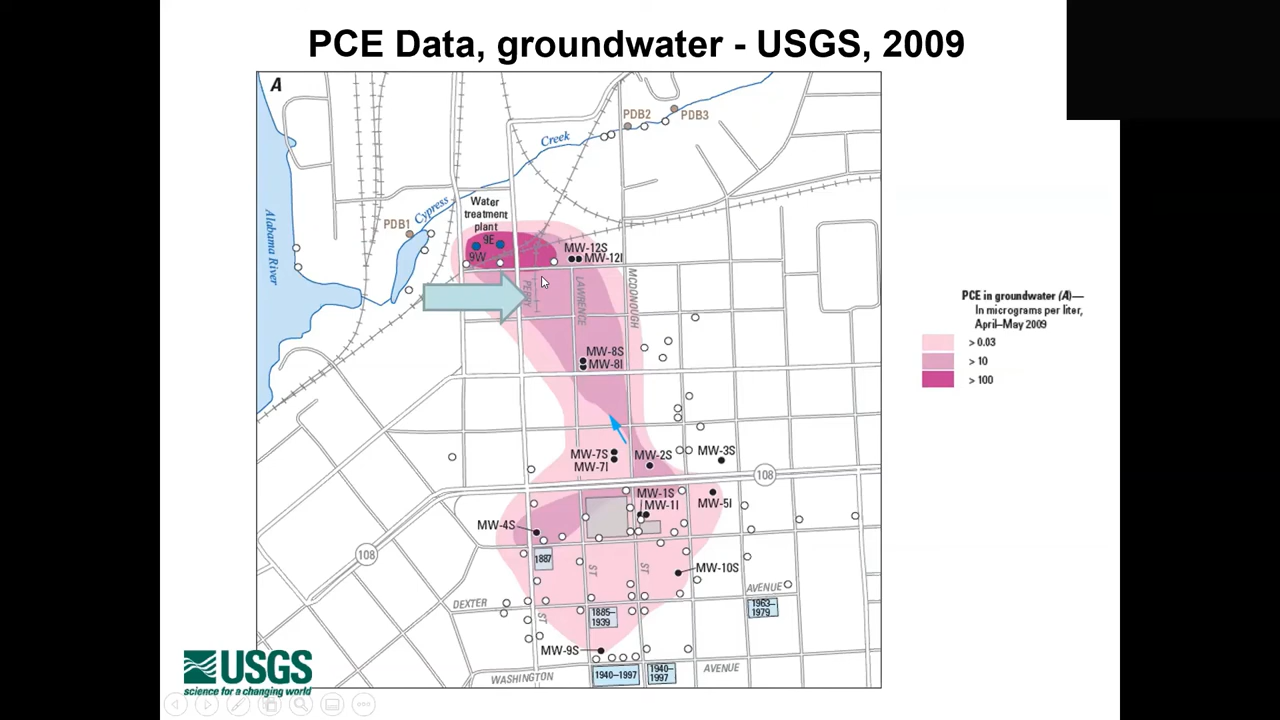 PCE Data, groundwater - USGS, 2009
A
PDB2
PDB3
Creek
Cypress
Water
treatment
plant
PDB1
Alabama River
9E
9W
MW-12S
MW-12I
PERRY
LAWRENCE
MCDONOUGH
PCE in groundwater (A)—
In micrograms per liter,
April–May 2009
> 0.03
> 10
> 100
MW-8S
MW-8I
MW-7S
MW-7I
MW-2S
MW-3S
108
MW-1S
MW-1I
MW-5I
MW-4S
108
1887
ST
ST
MW-10S
AVENUE
DEXTER
1885–
1939
1963–
1979
ST
MW-9S
WASHINGTON
1940–1997
1940–
1997
AVENUE
USGS
science for a changing world